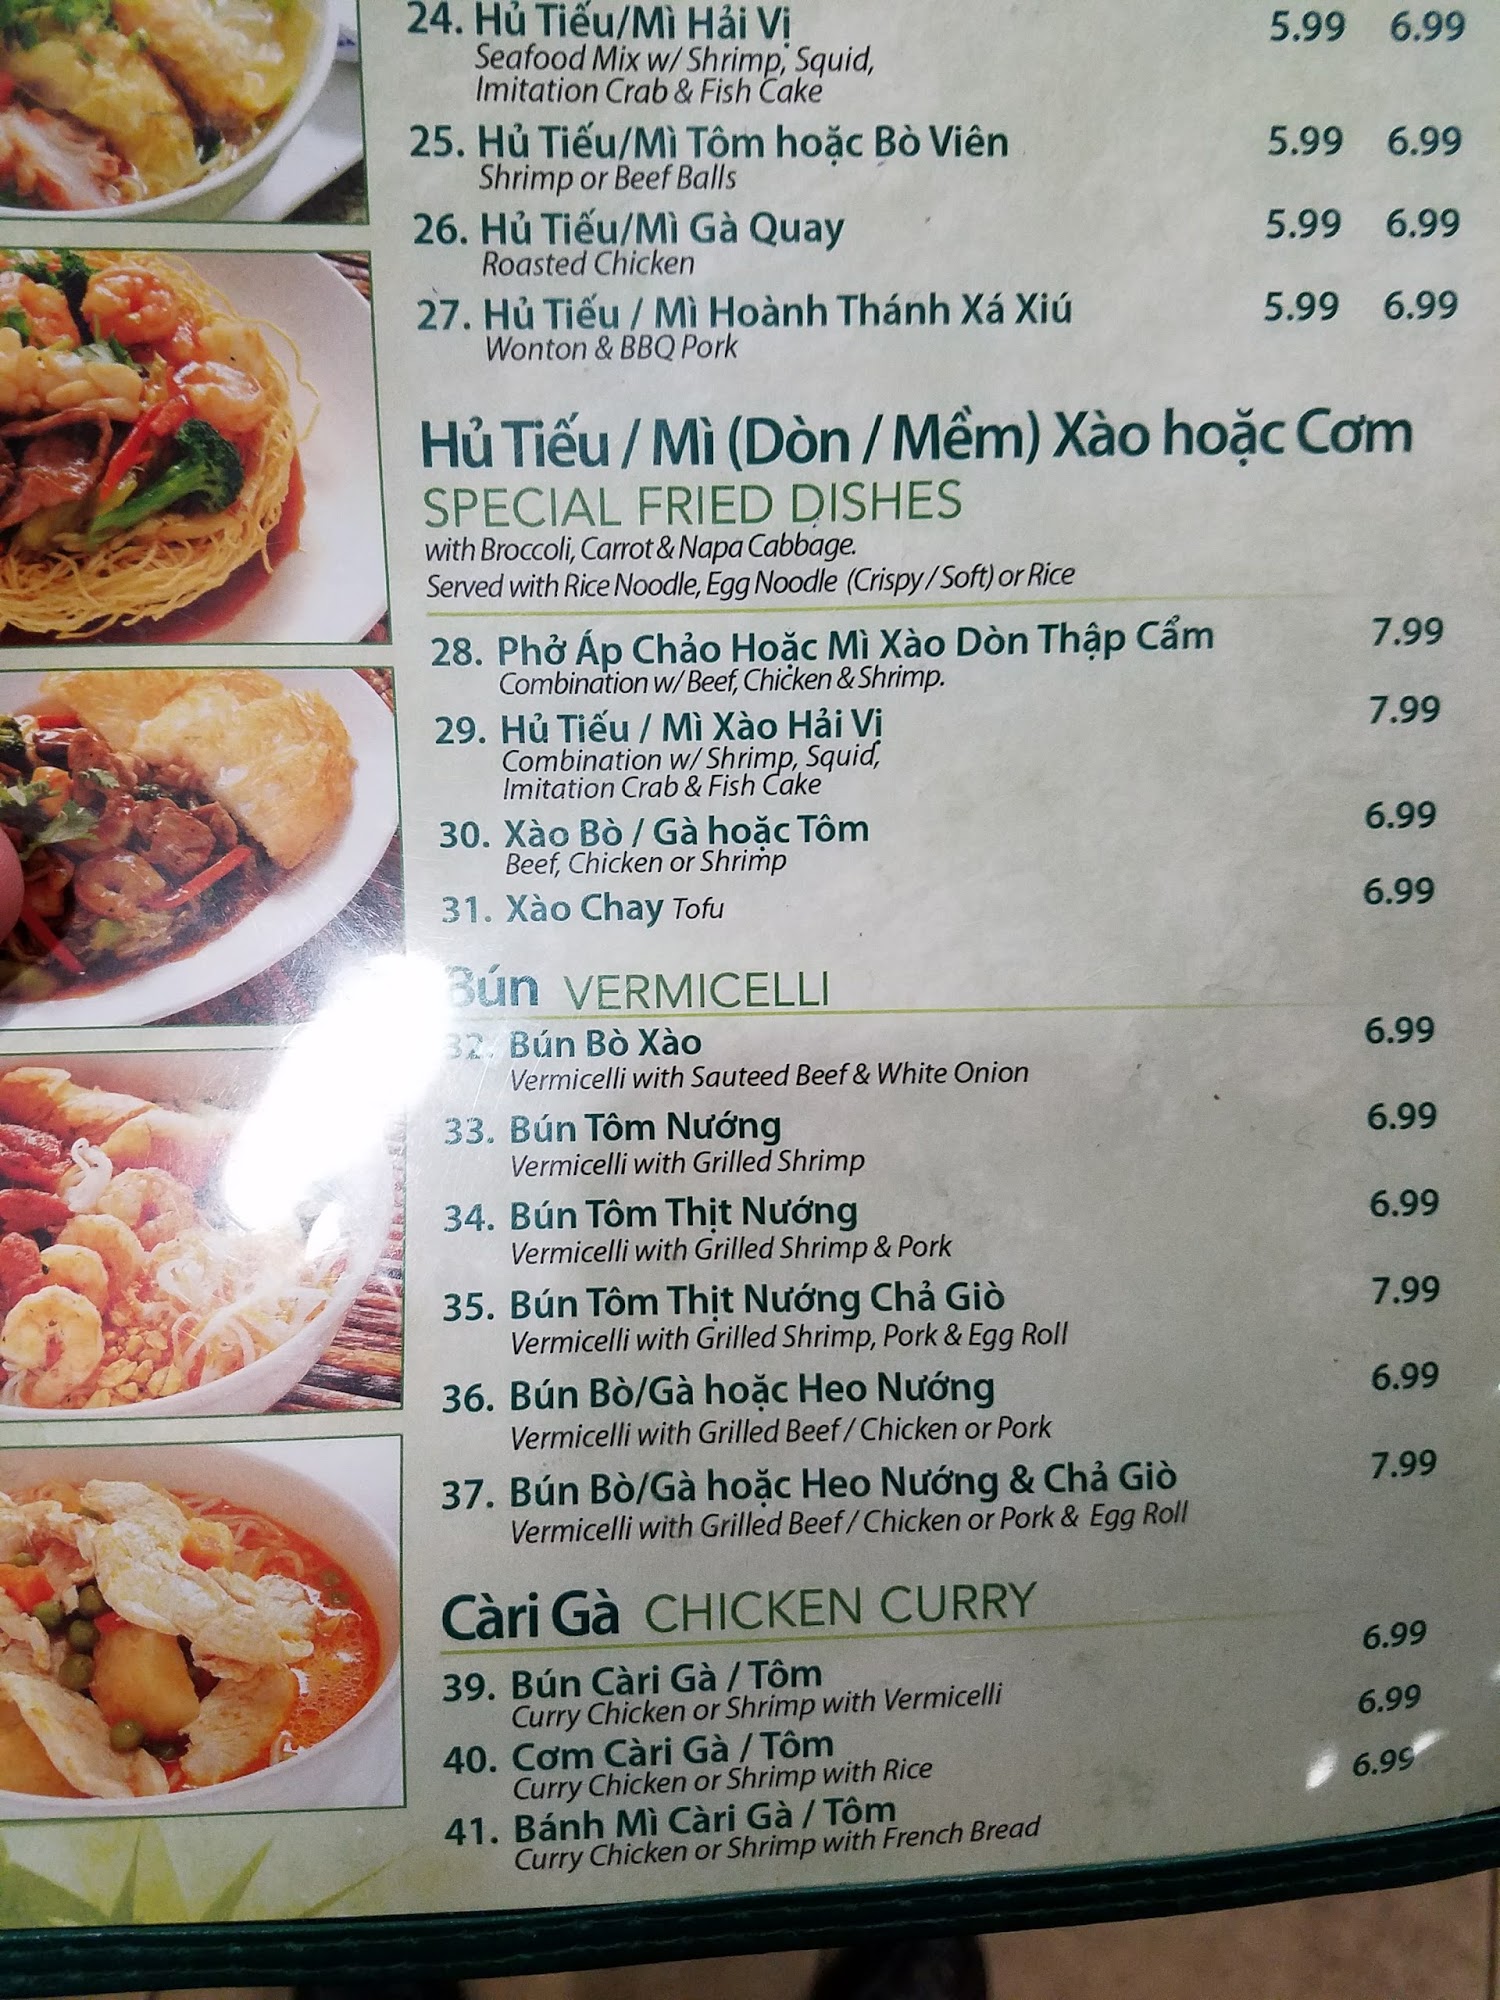 24. Hủ Tiếu/Mì Hải Vị 5.99 6.99
Seafood Mix w/ Shrimp, Squid,
Imitation Crab & Fish Cake
25. Hủ Tiếu/Mì Tôm hoặc Bò Viên 5.99 6.99
Shrimp or Beef Balls
26. Hủ Tiếu/Mì Gà Quay 5.99 6.99
Roasted Chicken
27. Hủ Tiếu / Mì Hoành Thánh Xá Xiú 5.99 6.99
Wonton & BBQ Pork
Hủ Tiếu / Mì (Dòn / Mềm) Xào hoặc Cơm
SPECIAL FRIED DISHES
with Broccoli, Carrot & Napa Cabbage.
Served with Rice Noodle, Egg Noodle (Crispy / Soft) or Rice
28. Phở Áp Chảo Hoặc Mì Xào Dòn Thập Cẩm 7.99
Combination w/ Beef, Chicken & Shrimp.
29. Hủ Tiếu / Mì Xào Hải Vị 7.99
Combination w/ Shrimp, Squid,
Imitation Crab & Fish Cake
30. Xào Bò / Gà hoặc Tôm 6.99
Beef, Chicken or Shrimp
31. Xào Chay Tofu 6.99
Bún VERMICELLI
32. Bún Bò Xào 6.99
Vermicelli with Sauteed Beef & White Onion
33. Bún Tôm Nướng 6.99
Vermicelli with Grilled Shrimp
34. Bún Tôm Thịt Nướng 6.99
Vermicelli with Grilled Shrimp & Pork
35. Bún Tôm Thịt Nướng Chả Giò 7.99
Vermicelli with Grilled Shrimp, Pork & Egg Roll
36. Bún Bò/Gà hoặc Heo Nướng 6.99
Vermicelli with Grilled Beef / Chicken or Pork
37. Bún Bò/Gà hoặc Heo Nướng & Chả Giò 7.99
Vermicelli with Grilled Beef / Chicken or Pork & Egg Roll
Càri Gà CHICKEN CURRY
39. Bún Càri Gà / Tôm 6.99
Curry Chicken or Shrimp with Vermicelli
40. Cơm Càri Gà / Tôm 6.99
Curry Chicken or Shrimp with Rice
41. Bánh Mì Càri Gà / Tôm 6.99
Curry Chicken or Shrimp with French Bread